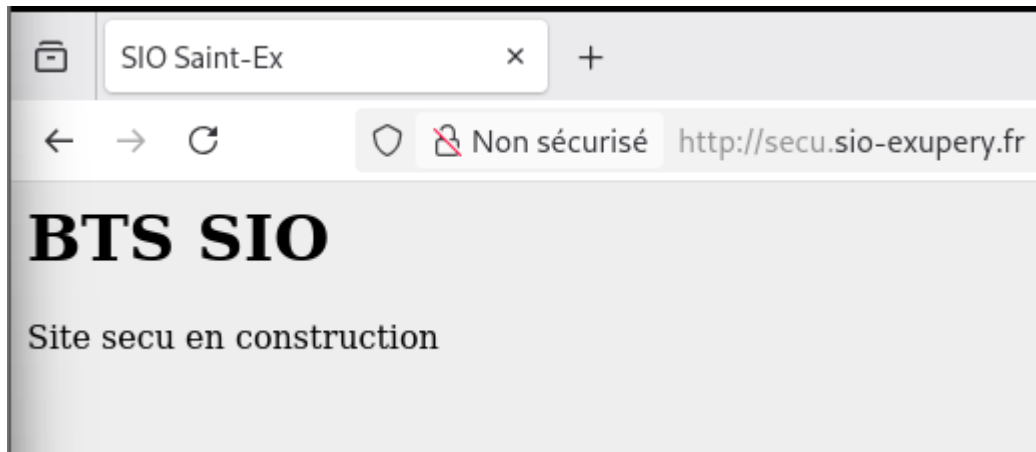 SIO Saint-Ex
Non sécurisé http://secu.sio-exupery.fr
BTS SIO
Site secu en construction